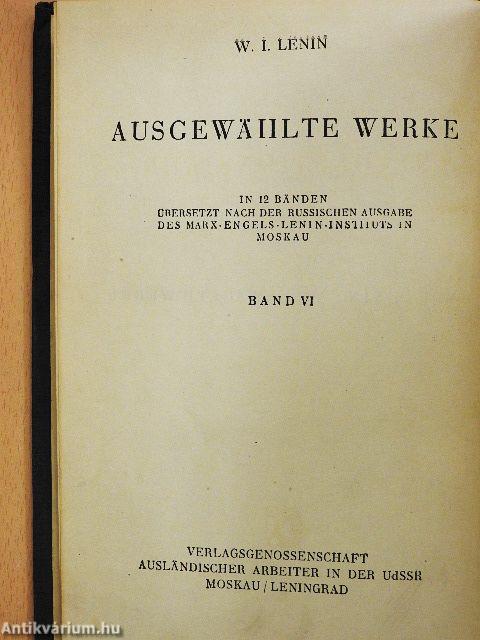 W. I. LENIN
AUSGEWÄHLTE WERKE
IN 12 BÄNDEN
ÜBERSETZT NACH DER RUSSISCHEN AUSGABE
DES MARX-ENGELS-LENIN-INSTITUTS IN
MOSKAU
BAND VI
VERLAGSGENOSSENSCHAFT
AUSLÄNDISCHER ARBEITER IN DER UdSSR
MOSKAU/LENINGRAD
Antikvárium.hu